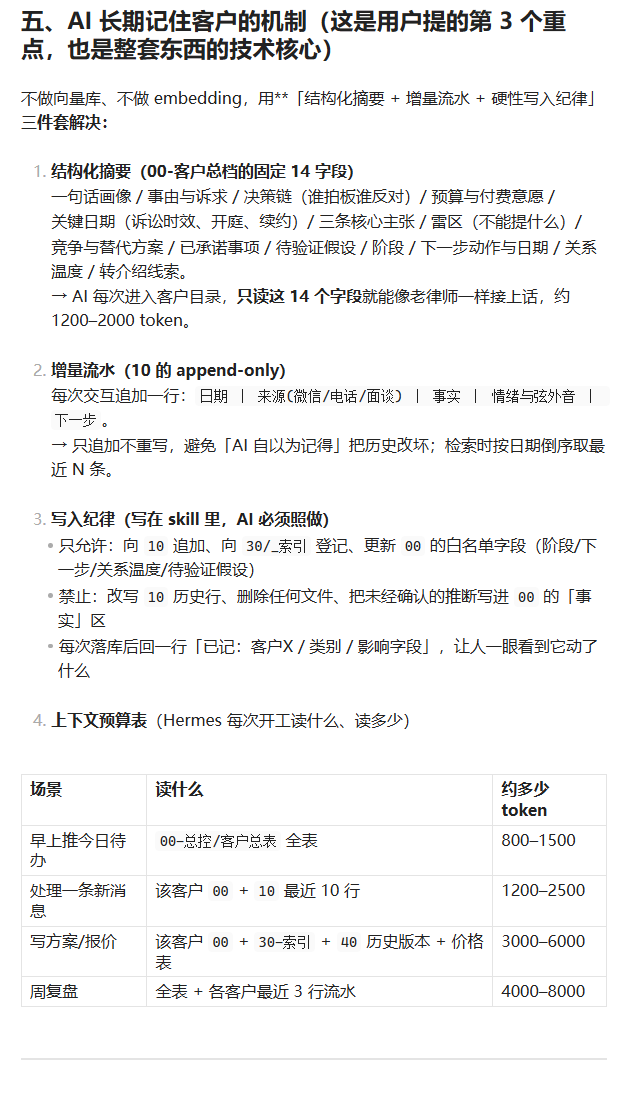 五、AI 长期记住客户的机制（这是用户提的第 3 个重
点，也是整套东西的技术核心）
不做向量库、不做 embedding，用**「结构化摘要 + 增量流水 + 硬性写入纪律」
三件套解决：
1. 结构化摘要（00-客户总档的固定 14 字段）
一句话画像 / 事由与诉求 / 决策链（谁拍板谁反对）/ 预算与付费意愿 /
关键日期（诉讼时效、开庭、续约）/ 三条核心主张 / 雷区（不能提什么）/
竞争与替代方案 / 已承诺事项 / 待验证假设 / 阶段 / 下一步动作与日期 / 关系
温度 / 转介绍线索。
→ AI 每次进入客户目录，只读这 14 个字段就能像老律师一样接上话，约
1200–2000 token。
2. 增量流水（10 的 append-only）
每次交互追加一行：日期 | 来源(微信/电话/面谈) | 事实 | 情绪与弦外音 |
下一步。
→ 只追加不重写，避免「AI 自以为记得」把历史改坏；检索时按日期倒序取最
近 N 条。
3. 写入纪律（写在 skill 里，AI 必须照做）
• 只允许：向 10 追加、向 30/_索引 登记、更新 00 的白名单字段（阶段/下
一步/关系温度/待验证假设）
• 禁止：改写 10 历史行、删除任何文件、把未经确认的推断写进 00 的「事
实」区
• 每次落库后回一行「已记：客户X / 类别 / 影响字段」，让人一眼看到它动了
什么
4. 上下文预算表（Hermes 每次开工读什么、读多少）
场景 读什么 约多少
token
早上推今日待
办 00-总控/客户总表 全表 800–1500
处理一条新消
息 该客户 00 + 10 最近 10 行 1200–2500
写方案/报价 该客户 00 + 30-索引 + 40 历史版本 + 价格
表 3000–6000
周复盘 全表 + 各客户最近 3 行流水 4000–8000